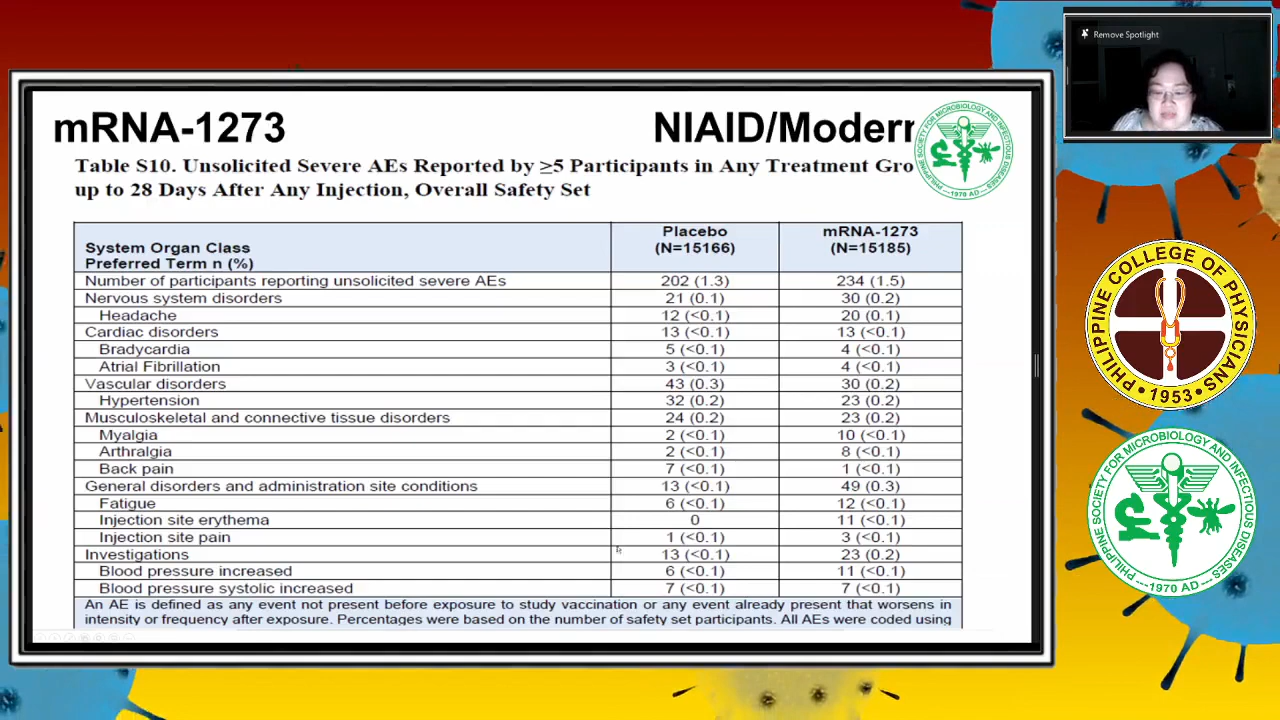 Remove Spotlight
mRNA-1273
NIAID/Modern
Table S10. Unsolicited Severe AEs Reported by ≥5 Participants in Any Treatment Gro
up to 28 Days After Any Injection, Overall Safety Set
System Organ Class
Preferred Term n (%) Placebo (N=15166) mRNA-1273 (N=15185)
Number of participants reporting unsolicited severe AEs 202 (1.3) 234 (1.5)
Nervous system disorders 21 (0.1) 30 (0.2)
Headache 12 (<0.1) 20 (0.1)
Cardiac disorders 13 (<0.1) 13 (<0.1)
Bradycardia 5 (<0.1) 4 (<0.1)
Atrial Fibrillation 3 (<0.1) 4 (<0.1)
Vascular disorders 43 (0.3) 30 (0.2)
Hypertension 32 (0.2) 23 (0.2)
Musculoskeletal and connective tissue disorders 24 (0.2) 23 (0.2)
Myalgia 2 (<0.1) 10 (<0.1)
Arthralgia 2 (<0.1) 8 (<0.1)
Back pain 7 (<0.1) 1 (<0.1)
General disorders and administration site conditions 13 (<0.1) 49 (0.3)
Fatigue 6 (<0.1) 12 (<0.1)
Injection site erythema 0 11 (<0.1)
Injection site pain 1 (<0.1) 3 (<0.1)
Investigations 13 (<0.1) 23 (0.2)
Blood pressure increased 6 (<0.1) 11 (<0.1)
Blood pressure systolic increased 7 (<0.1) 7 (<0.1)
An AE is defined as any event not present before exposure to study vaccination or any event already present that worsens in
intensity or frequency after exposure. Percentages were based on the number of safety set participants. All AEs were coded using
PHILIPPINE SOCIETY FOR MICROBIOLOGY AND INFECTIOUS DISEASES
1970 AD
PHILIPPINE COLLEGE OF PHYSICIANS
1953
PHILIPPINE SOCIETY FOR MICROBIOLOGY AND INFECTIOUS DISEASES
1970 AD